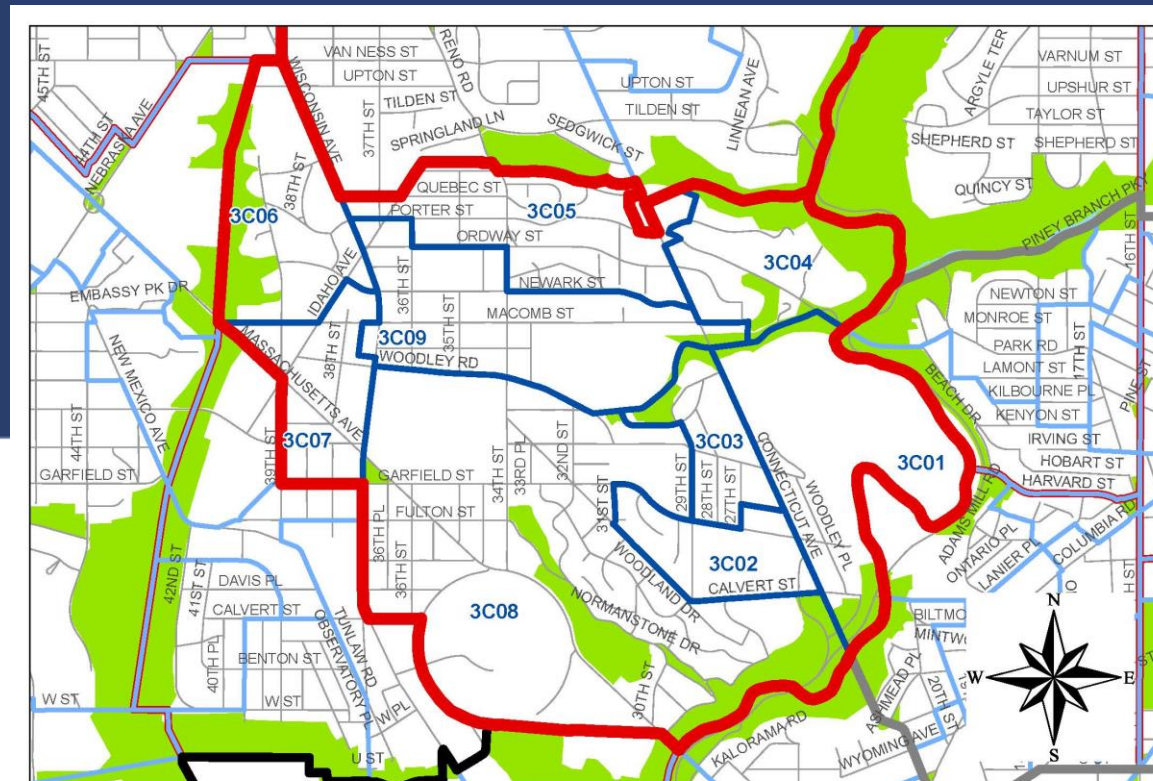 VAN NESS ST
UPTON ST
TILDEN ST
37TH ST
SPRINGLAND LN
RENO RD
SEDGWICK ST
UPTON ST
TILDEN ST
LINNEAN AVE
ARGYLE TER
VARNUM ST
UPSHUR ST
TAYLOR ST
SHEPHERD ST
SHEPHERD ST
QUINCY ST
PINEY BRANCH PKY
16TH ST
45TH ST
44TH ST
NEBRASKA AVE
WISCONSIN AVE
38TH ST
3C06
QUEBEC ST
PORTER ST
3C05
ORDWAY ST
3C04
IDAHO AVE
36TH ST
NEWARK ST
EMBASSY PK DR
MACOMB ST
35TH ST
3C09
WOODLEY RD
38TH ST
NEWTON ST
MONROE ST
PARK RD
LAMONT ST
17TH ST
KILBOURNE PL
KENYON ST
IRVING ST
HOBART ST
HARVARD ST
PINE ST
BEACH DR
NEW MEXICO AVE
MASSACHUSETTS AVE
44TH ST
3C07
39TH ST
GARFIELD ST
GARFIELD ST
34TH ST
33RD PL
32ND ST
31ST ST
3C03
29TH ST
28TH ST
27TH ST
CONNECTICUT AVE
WOODLEY PL
3C01
ADAMS MILL RD
ONTARIO PL
LANIER PL
COLUMBIA RD
FULTON ST
36TH PL
36TH ST
3C02
CALVERT ST
WOODLAND DR
NORMANSTONE DR
3C08
42ND ST
41ST ST
DAVIS PL
CALVERT ST
40TH PL
BENTON ST
W ST
W ST
TUNLAW RD
OBSERVATORY PL
W PL
U ST
30TH ST
KALORAMA RD
ASHMEAD PL
20TH ST
WYOMING AVE
BILTMO
MINTW
N
W
E
S